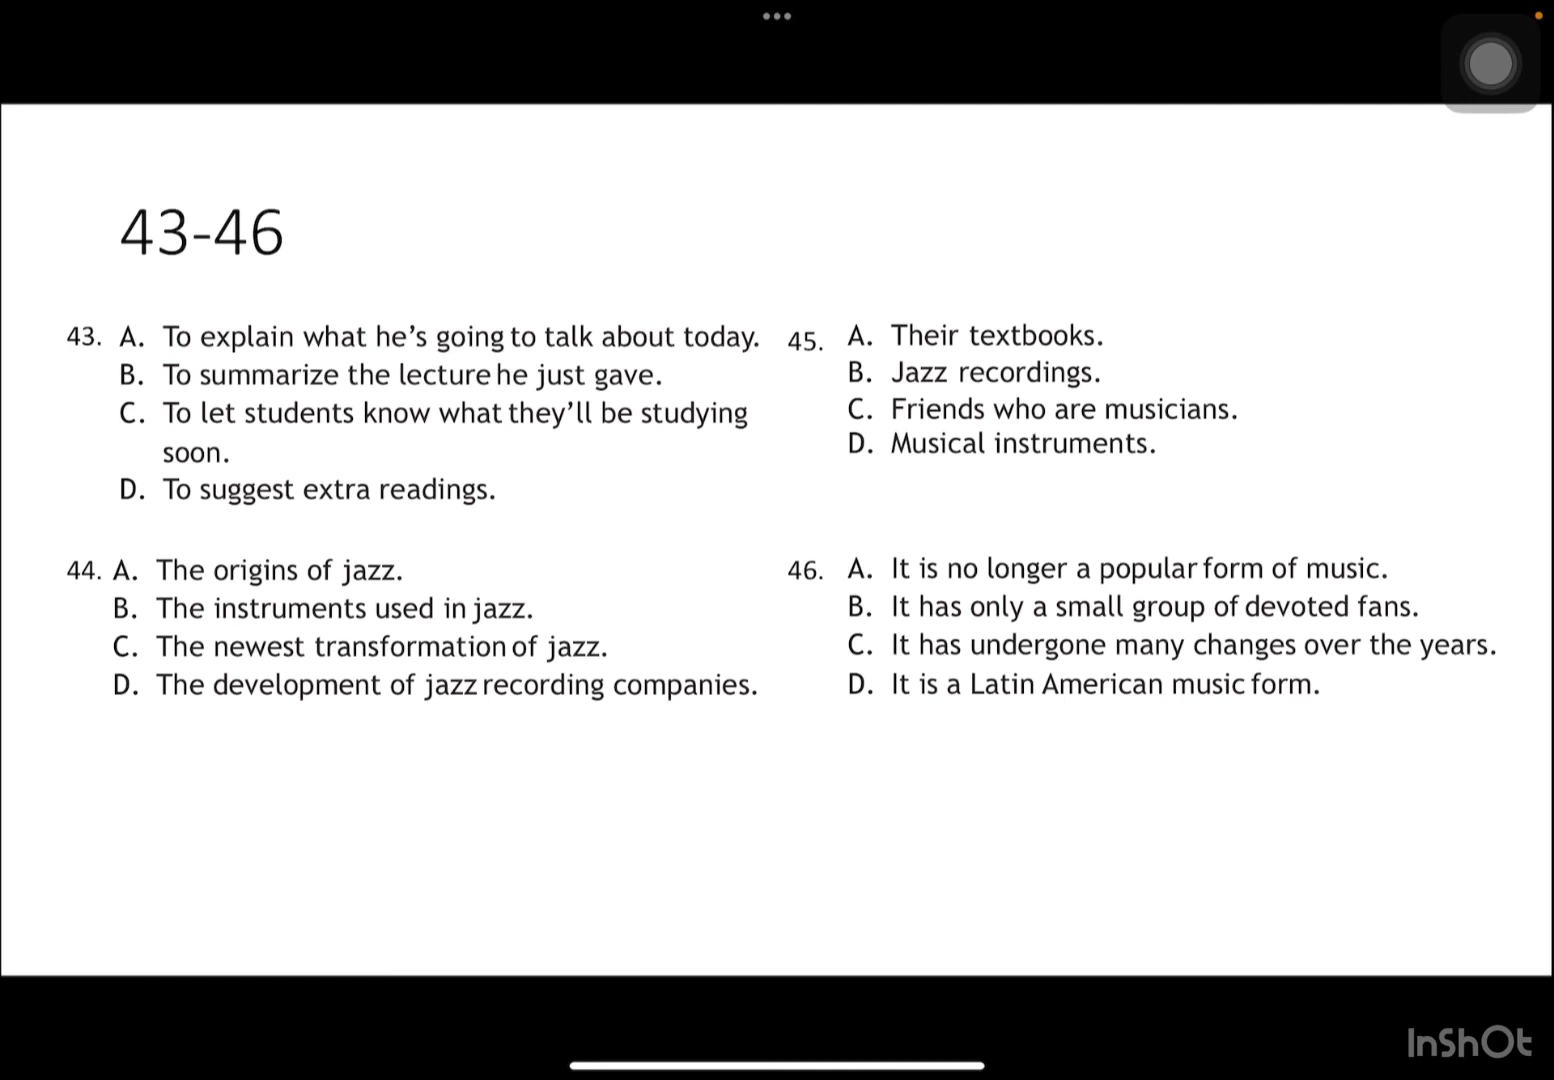 43-46
43. A. To explain what he's going to talk about today.
B. To summarize the lecture he just gave.
C. To let students know what they'll be studying
soon.
D. To suggest extra readings.
44. A. The origins of jazz.
B. The instruments used in jazz.
C. The newest transformation of jazz.
D. The development of jazz recording companies.
45. A. Their textbooks.
B. Jazz recordings.
C. Friends who are musicians.
D. Musical instruments.
46. A. It is no longer a popular form of music.
B. It has only a small group of devoted fans.
C. It has undergone many changes over the years.
D. It is a Latin American music form.
InShOt